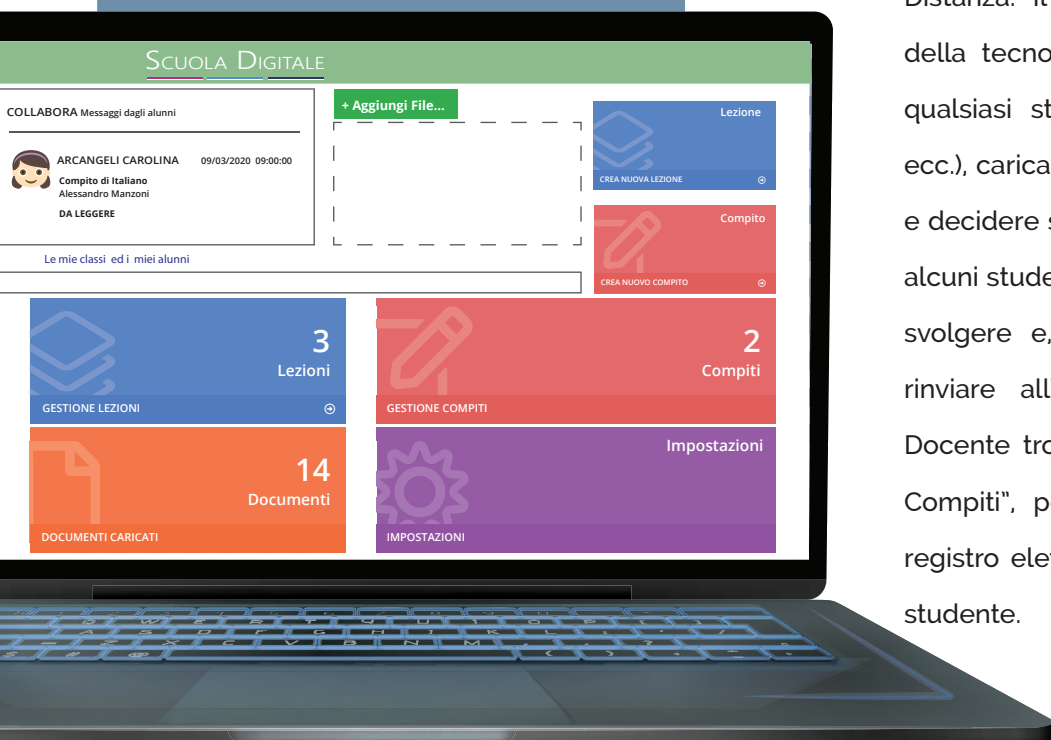 SCUOLA DIGITALE
COLLABORA Messaggi dagli alunni
ARCANGELI CAROLINA 09/03/2020 09:00:00
Compito di Italiano
Alessandro Manzoni
DA LEGGERE
+ Aggiungi File...
Lezione
CREA NUOVA LEZIONE
Compito
CREA NUOVO COMPITO
Le mie classi ed i miei alunni
3
Lezioni
GESTIONE LEZIONI
2
Compiti
GESTIONE COMPITI
14
Documenti
DOCUMENTI CARICATI
Impostazioni
IMPOSTAZIONI
della tecno
qualsiasi st
ecc.), carica
e decidere s
alcuni stude
svolgere e,
rinviare all
Docente tro
Compiti”, p
registro ele
studente.